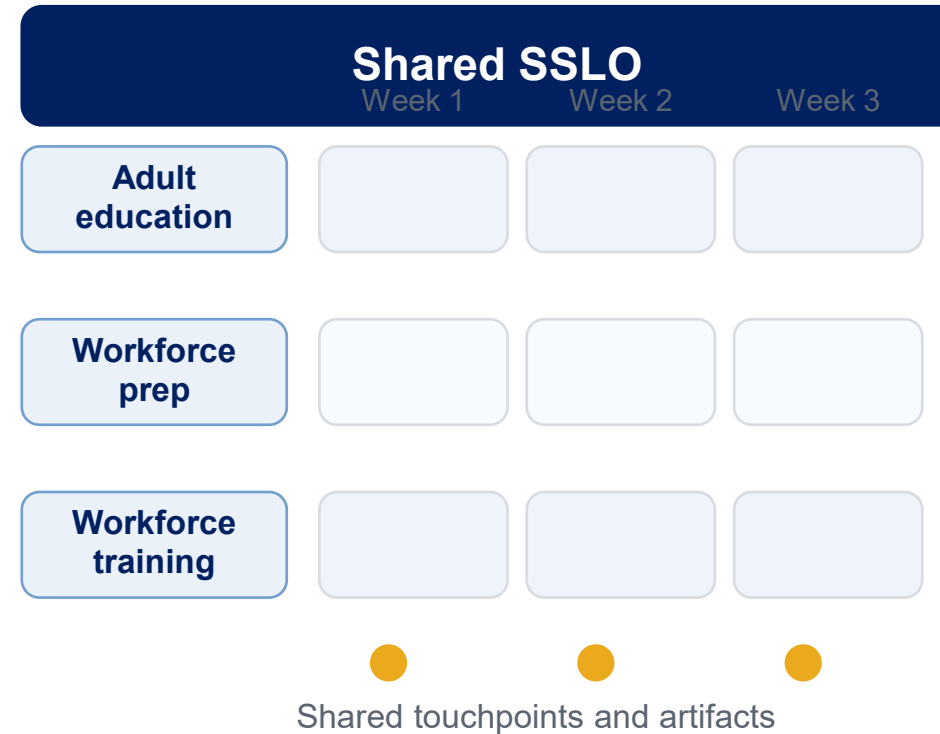 Shared SSLO
Week 1 Week 2 Week 3
Adult
education
Workforce
prep
Workforce
training
Shared touchpoints and artifacts